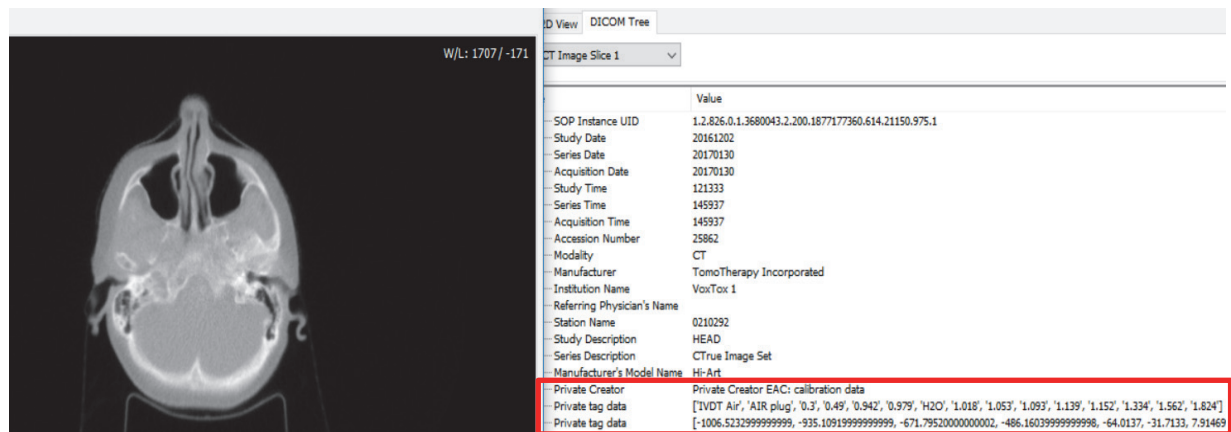 W/L: 1707 / -171
D View DICOM Tree
CT Image Slice 1
Value
SOP Instance UID 1.2.826.0.1.3680043.2.200.1877177360.614.21150.975.1
Study Date 20161202
Series Date 20170130
Acquisition Date 20170130
Study Time 121333
Series Time 145937
Acquisition Time 145937
Accession Number 25862
Modality CT
Manufacturer TomoTherapy Incorporated
Institution Name VoxTox 1
Referring Physician's Name
Station Name 0210292
Study Description HEAD
Series Description CTrue Image Set
Manufacturer's Model Name Hi-Art
Private Creator Private Creator EAC: calibration data
Private tag data ['IVDT Air', 'AIR plug', '0.3', '0.49', '0.942', '0.979', 'H2O', '1.018', '1.053', '1.093', '1.139', '1.152', '1.334', '1.562', '1.824']
Private tag data [-1006.5232999999999, -935.10919999999999, -671.79520000000002, -486.16039999999998, -64.0137, -31.7133, 7.91469